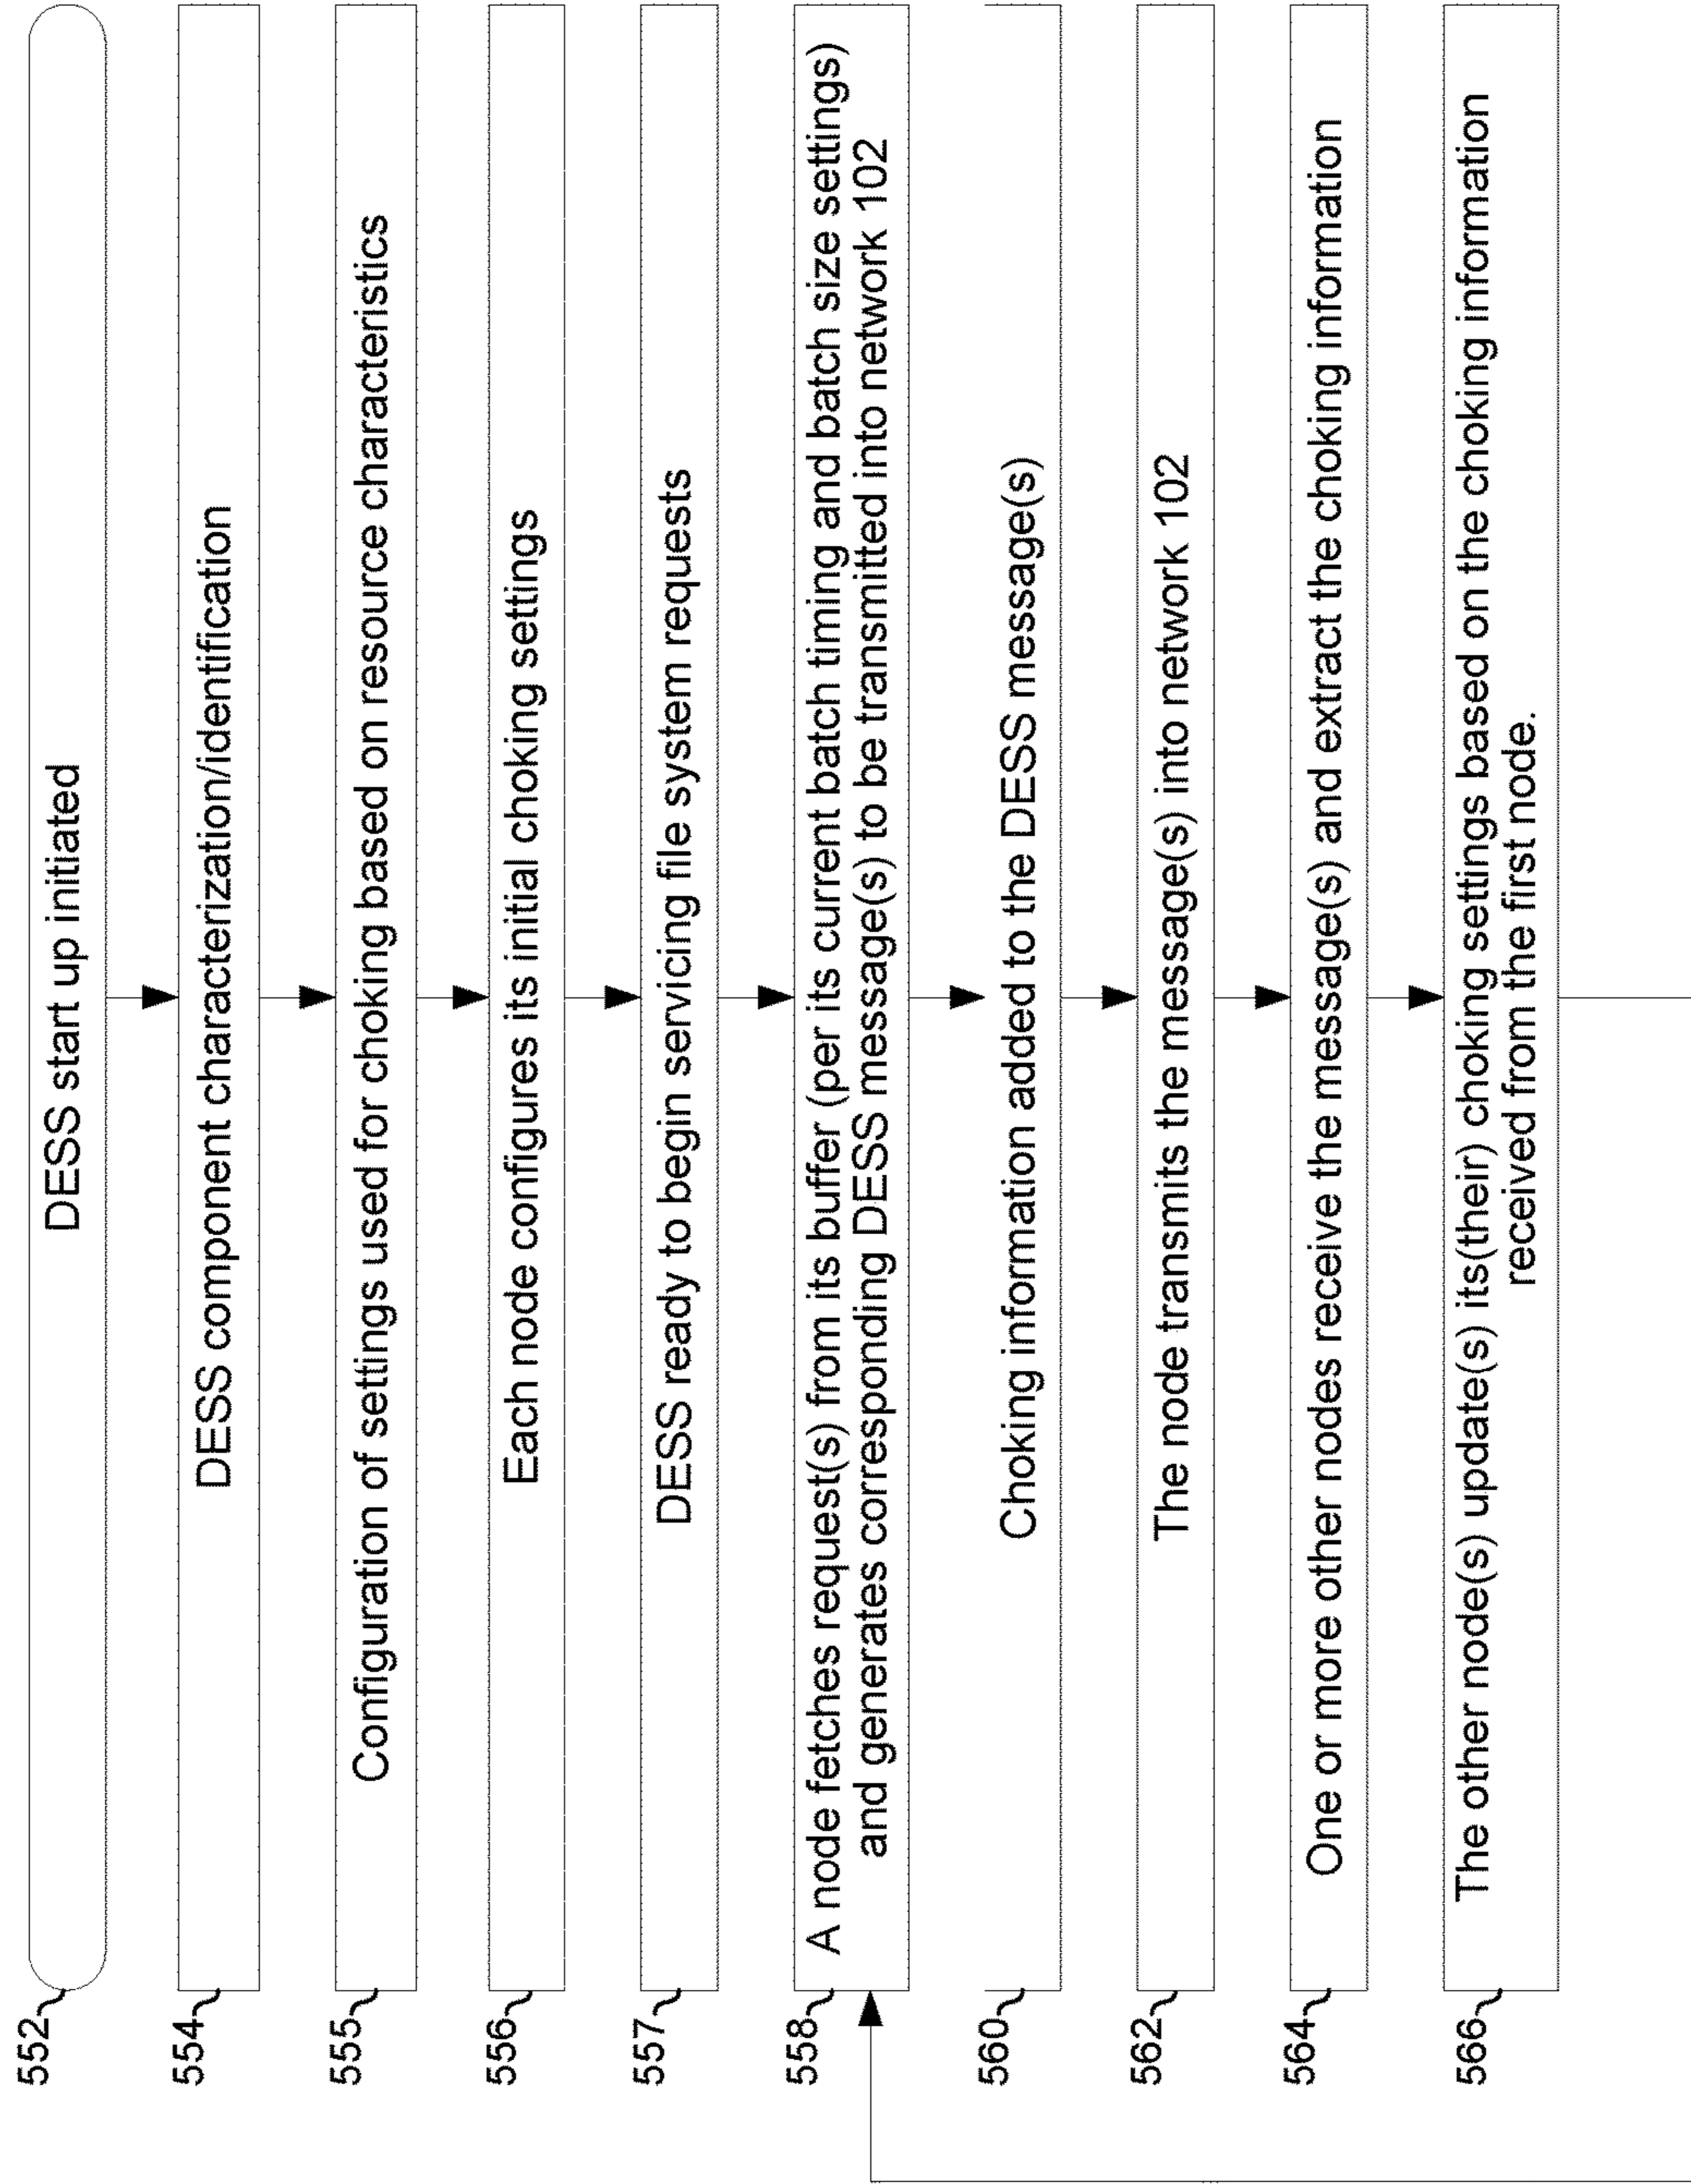 552
DESS start up initiated
554
DESS component characterization/identification
555
Configuration of settings used for choking based on resource characteristics
556
Each node configures its initial choking settings
557
DESS ready to begin servicing file system requests
558
A node fetches request(s) from its buffer (per its current batch timing and batch size settings)
and generates corresponding DESS message(s) to be transmitted into network 102
560
Choking information added to the DESS message(s)
562
The node transmits the message(s) into network 102
564
One or more other nodes receive the message(s) and extract the choking information
566
The other node(s) update(s) its(their) choking settings based on the choking information
received from the first node.